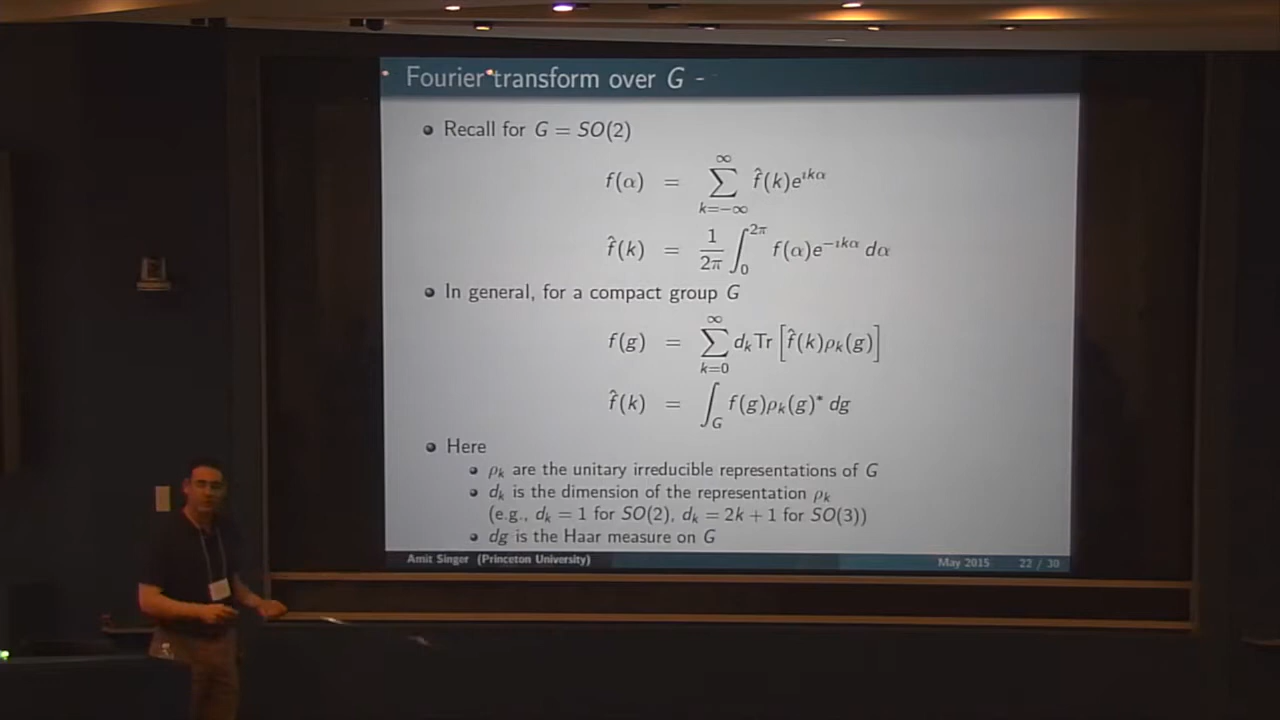 Fourier transform over G -
Recall for G = SO(2)
f(α) = ∑_{k=−∞}^{∞} f̂(k)e^{ıkα}
f̂(k) = 1/2π ∫_0^{2π} f(α)e^{−ıkα} dα
In general, for a compact group G
f(g) = ∑_{k=0}^{∞} d_k Tr [f̂(k)ρ_k(g)]
f̂(k) = ∫_G f(g)ρ_k(g)* dg
Here
ρ_k are the unitary irreducible representations of G
d_k is the dimension of the representation ρ_k
(e.g., d_k = 1 for SO(2), d_k = 2k + 1 for SO(3))
dg is the Haar measure on G
Amit Singer (Princeton University) May 2015 22 / 30